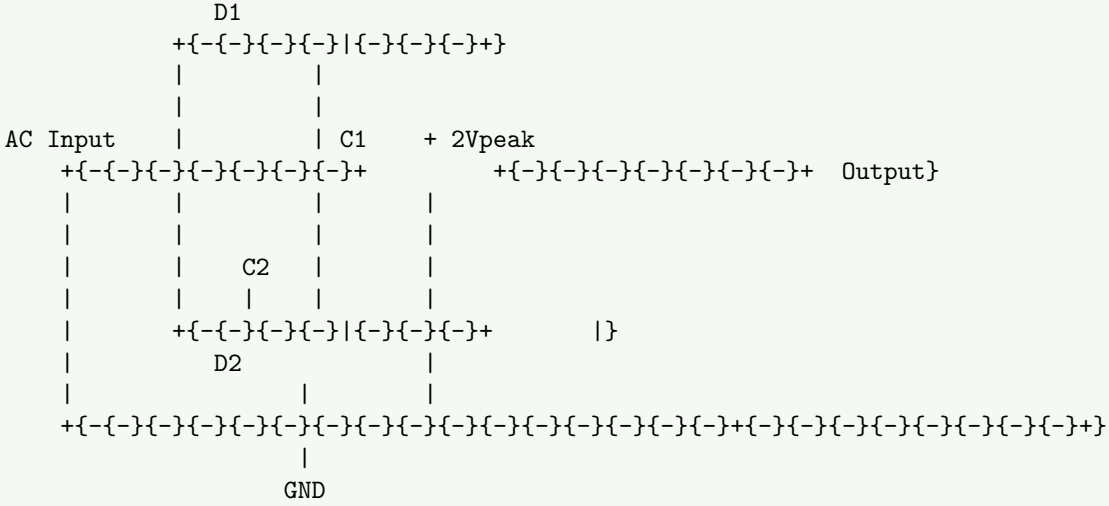 D1
+{-{-}{-}{-}|{-}{-}{-}+}
| |
| |
AC Input | | C1 + 2Vpeak
+{-{-}{-}{-}{-}{-}{-}+ +{-}{-}{-}{-}{-}{-}{-}+ Output}
| | | |
| | | |
| | C2 | |
| | | | |
| +{-{-}{-}{-}|{-}{-}{-}+ |}
| D2 |
| | |
+{-{-}{-}{-}{-}{-}{-}{-}{-}{-}{-}{-}{-}{-}{-}{-}+{-}{-}{-}{-}{-}{-}{-}{-}+}
|
GND